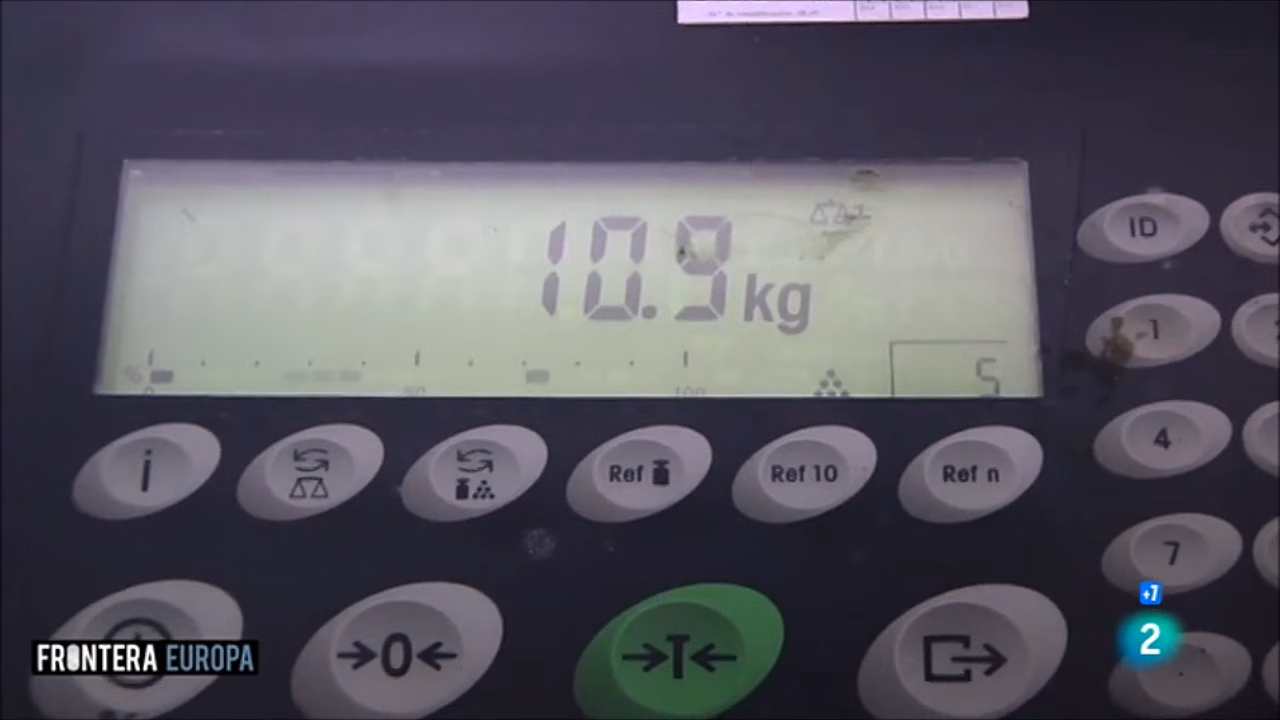 10.9 kg
ID
1
5
%
0
50
100
i
Ref
Ref 10
Ref n
4
7
→0←
→T←
FRONTERA EUROPA
+7
2